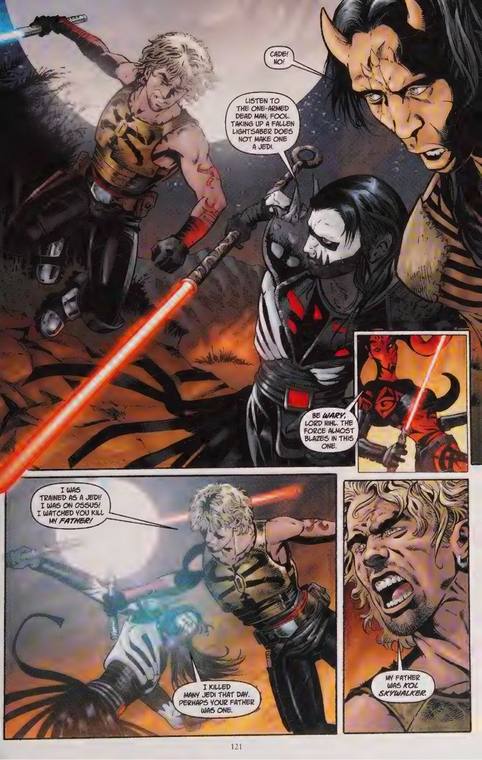 CADE!
NO!
LISTEN TO
THE ONE-ARMED
DEAD MAN, FOOL.
TAKING UP A FALLEN
LIGHTSABER DOES
NOT MAKE ONE
A JEDI.
BE WARY,
LORD NIHL. THE
FORCE ALMOST
BLAZES IN THIS
ONE.
I WAS
TRAINED AS A JEDI!
I WAS ON OSSUS!
I WATCHED YOU KILL
MY FATHER!
I KILLED
MANY JEDI THAT DAY.
PERHAPS YOUR FATHER
WAS ONE.
MY FATHER
WAS KOL
SKYWALKER.
121